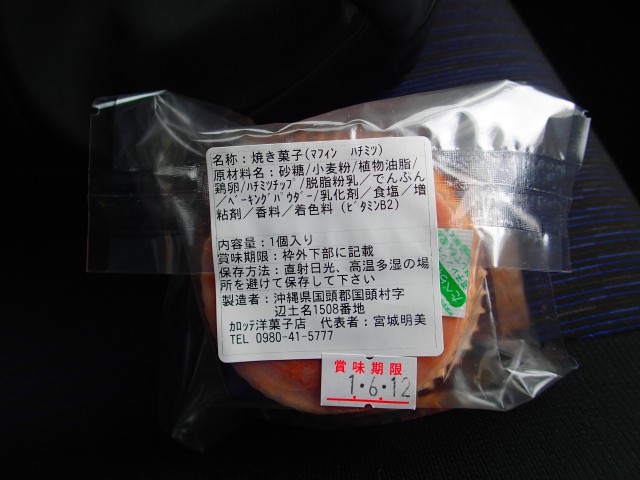 名称：焼き菓子(ﾏﾌｨﾝ　ﾊﾁﾐﾂ)
原材料名：砂糖/小麦粉/植物油脂/
鶏卵/ﾊﾁﾐﾂﾁｯﾌﾟ/脱脂粉乳／でんぷん
／ﾍﾞｰｷﾝｸﾞﾊﾟｳﾀﾞｰ/乳化剤／食塩／増
粘剤／香料／着色料（ﾋﾞﾀﾐﾝB2）
内容量：1個入り
賞味期限：枠外下部に記載
保存方法：直射日光、高温多湿の場
所を避けて保存して下さい
製造者：沖縄県国頭郡国頭村字
辺土名1508番地
ｶﾛｯﾃ洋菓子店　代表者：宮城明美
TEL 0980-41-5777
賞味期限
1.6.12